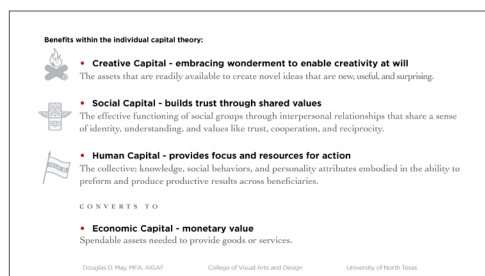 Benefits within the individual capital theory:
• Creative Capital - embracing wonderment to enable creativity at will
The assets that are readily available to create novel ideas that are new, useful, and surprising.
• Social Capital - builds trust through shared values
The effective functioning of social groups through interpersonal relationships that share a sense
of identity, understanding, and values like trust, cooperation, and reciprocity.
• Human Capital - provides focus and resources for action
The collective; knowledge, social behaviors, and personality attributes embodied in the ability to
preform and produce productive results across beneficiaries.
CONVERTS TO
• Economic Capital - monetary value
Spendable assets needed to provide goods or services.
Douglas D. May, MFA, AIGAF College of Visual Arts and Design University of North Texas